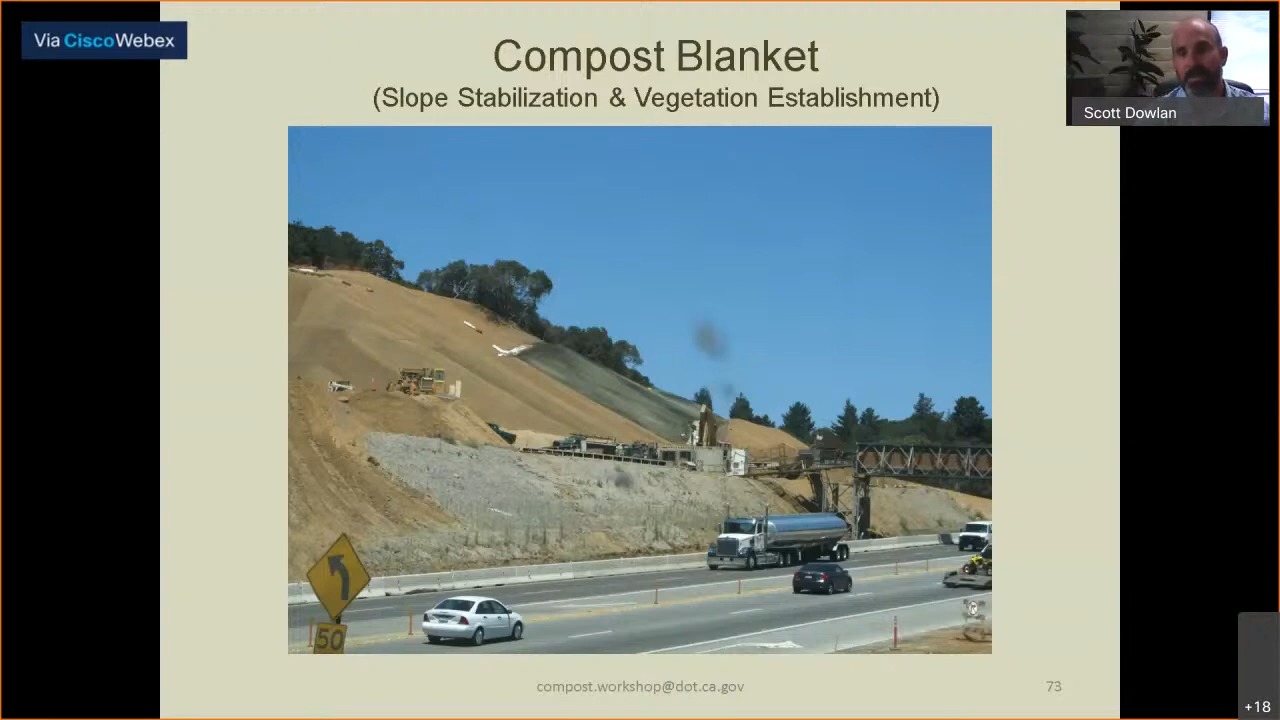 Via CiscoWebex
Compost Blanket
(Slope Stabilization & Vegetation Establishment)
Scott Dowlan
50
compost.workshop@dot.ca.gov
73
+18